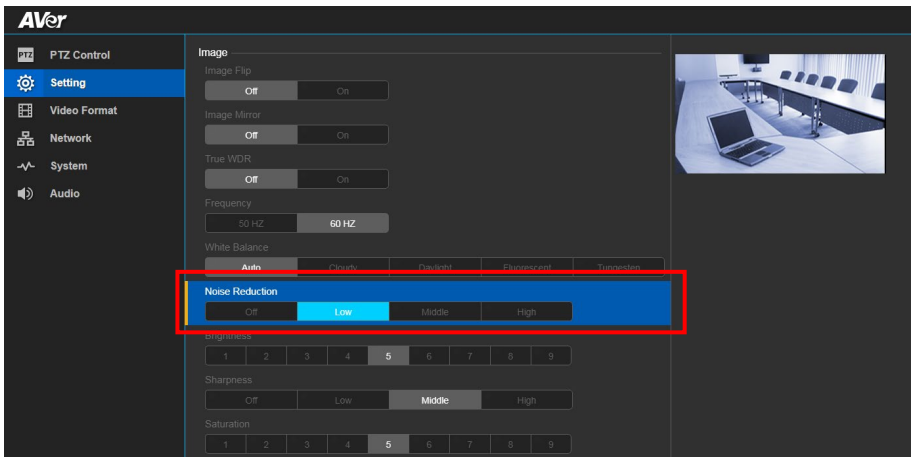 AVer
PTZ PTZ Control
Setting
Video Format
Network
System
Audio
Image
Image Flip
Off On
Image Mirror
Off On
True WDR
Off On
Frequency
50 HZ 60 HZ
White Balance
Auto Cloudy Daylight Fluorescent Tungesten
Noise Reduction
Off Low Middle High
Brightness
1 2 3 4 5 6 7 8 9
Sharpness
Off Low Middle High
Saturation
1 2 3 4 5 6 7 8 9